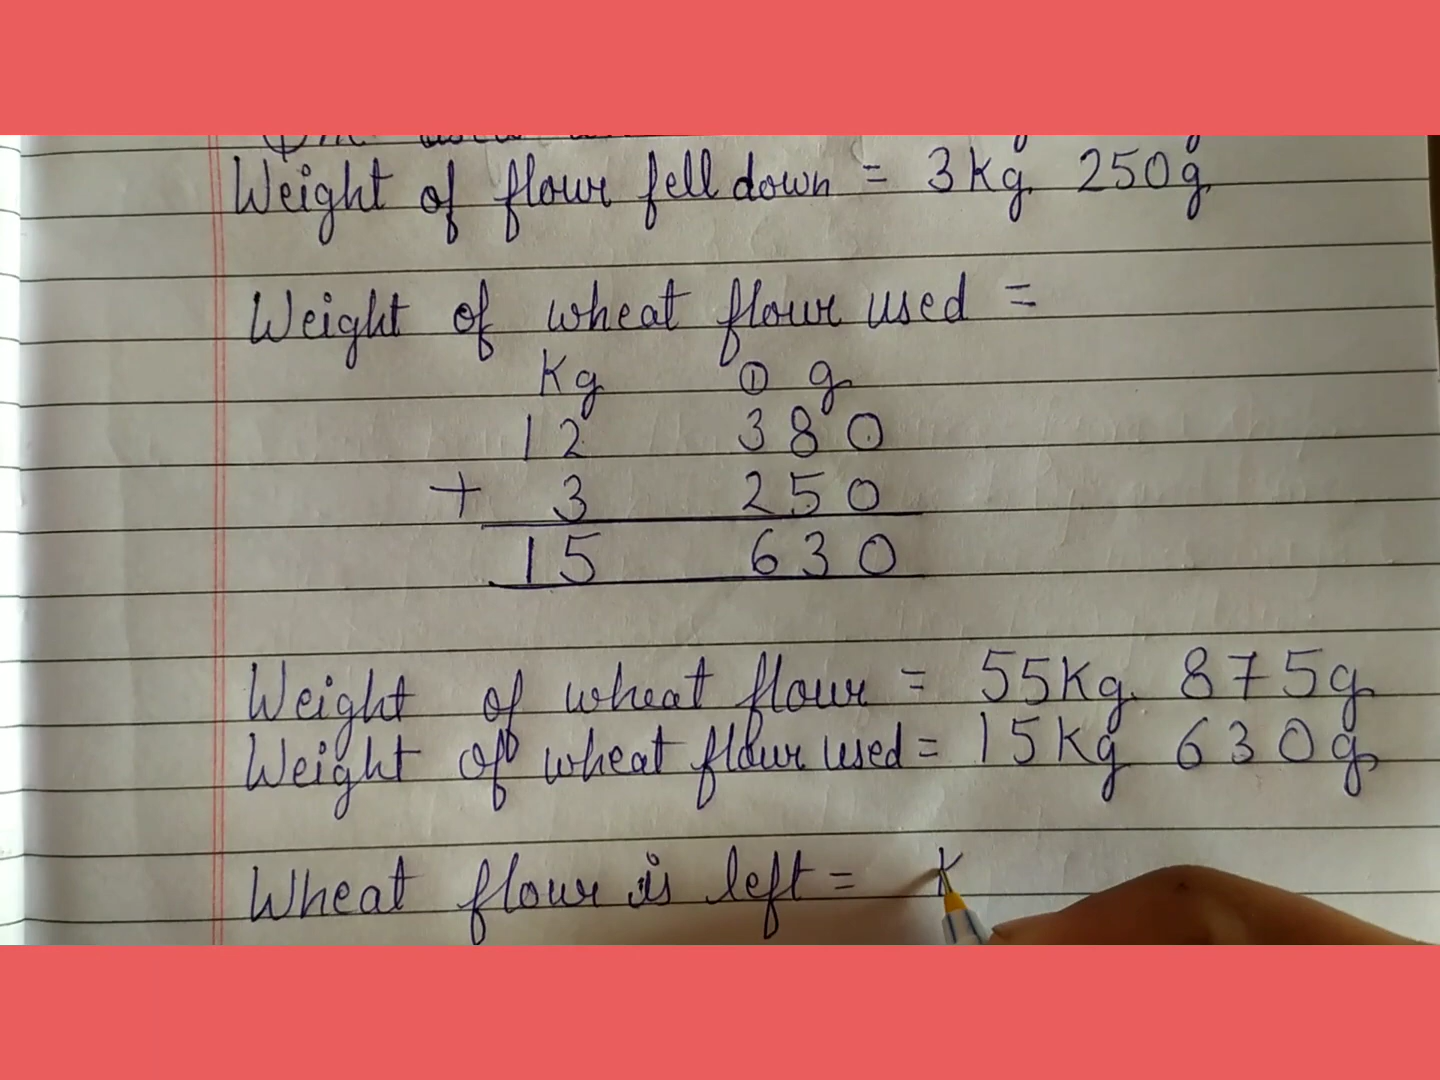 Weight of flour fell down = 3kg 250g
Weight of wheat flour used =
Kg ① g
12 380
+ 3 250
15 630
Weight of wheat flour = 55Kg 875g
Weight of wheat flour used = 15Kg 630g
Wheat flour is left = K